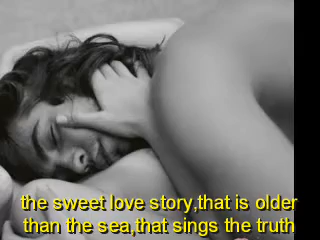 the sweet love story,that is older
than the sea,that sings the truth